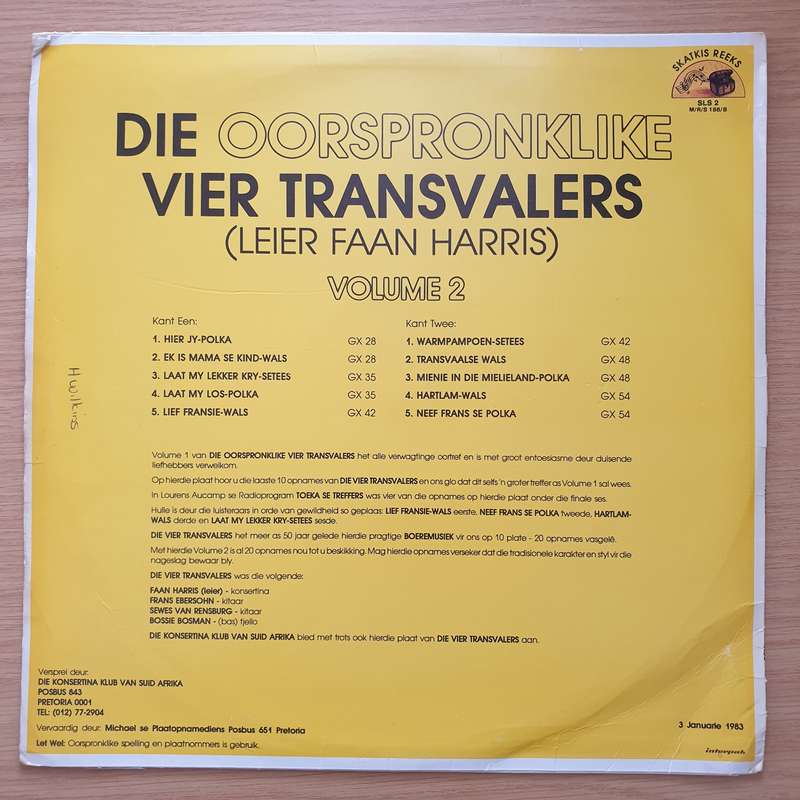 SKATKIS REEKS
SLS 2
M/R/S 188/8
DIE OORSPRONKLIKE
VIER TRANSVALERS
(LEIER FAAN HARRIS)
VOLUME 2
Kant Een:
1. HIER JY-POLKA GX 28
2. EK IS MAMA SE KIND-WALS GX 28
3. LAAT MY LEKKER KRY-SETEES GX 35
4. LAAT MY LOS-POLKA GX 35
5. LIEF FRANSIE-WALS GX 42
Kant Twee:
1. WARMPAMPOEN-SETEES GX 42
2. TRANSVAALSE WALS GX 48
3. MIENIE IN DIE MIELIELAND-POLKA GX 48
4. HARTLAM-WALS GX 54
5. NEEF FRANS SE POLKA GX 54
H Wilkins
Volume 1 van DIE OORSPRONKLIKE VIER TRANSVALERS het alle verwagtinge oortref en is met groot entoesiasme deur duisende
liefhebbers verwelkom.
Op hierdie plaat hoor u die laaste 10 opnames van DIE VIER TRANSVALERS en ons glo dat dit selfs 'n groter treffer as Volume 1 sal wees.
In Lourens Aucamp se Radioprogram TOEKA SE TREFFERS was vier van die opnames op hierdie plaat onder die finale ses.
Hulle is deur die luisteraars in orde van gewildheid so geplaas: LIEF FRANSIE-WALS eerste, NEEF FRANS SE POLKA tweede, HARTLAM-
WALS derde en LAAT MY LEKKER KRY-SETEES sesde.
DIE VIER TRANSVALERS het meer as 50 jaar gelede hierdie pragtige BOEREMUSIEK vir ons op 10 plate - 20 opnames vasgelê.
Met hierdie Volume 2 is al 20 opnames nou tot u beskikking. Mag hierdie opnames verseker dat die tradisionele karakter en styl vir die
nageslag bewaar bly.
DIE VIER TRANSVALERS was die volgende:
FAAN HARRIS (leier) - konsertina
FRANS EBERSOHN - kitaar
SEWES VAN RENSBURG - kitaar
BOSSIE BOSMAN - (bas) tjello
DIE KONSERTINA KLUB VAN SUID AFRIKA bied met trots ook hierdie plaat van DIE VIER TRANSVALERS aan.
Versprei deur:
DIE KONSERTINA KLUB VAN SUID AFRIKA
POSBUS 843
PRETORIA 0001
TEL: (012) 77-2904
Vervaardig deur: Michael se Plaatopnamediens Posbus 651 Pretoria
Let Wel: Oorspronklike spelling en plaatnommers is gebruik.
3 Januarie 1983
interpak